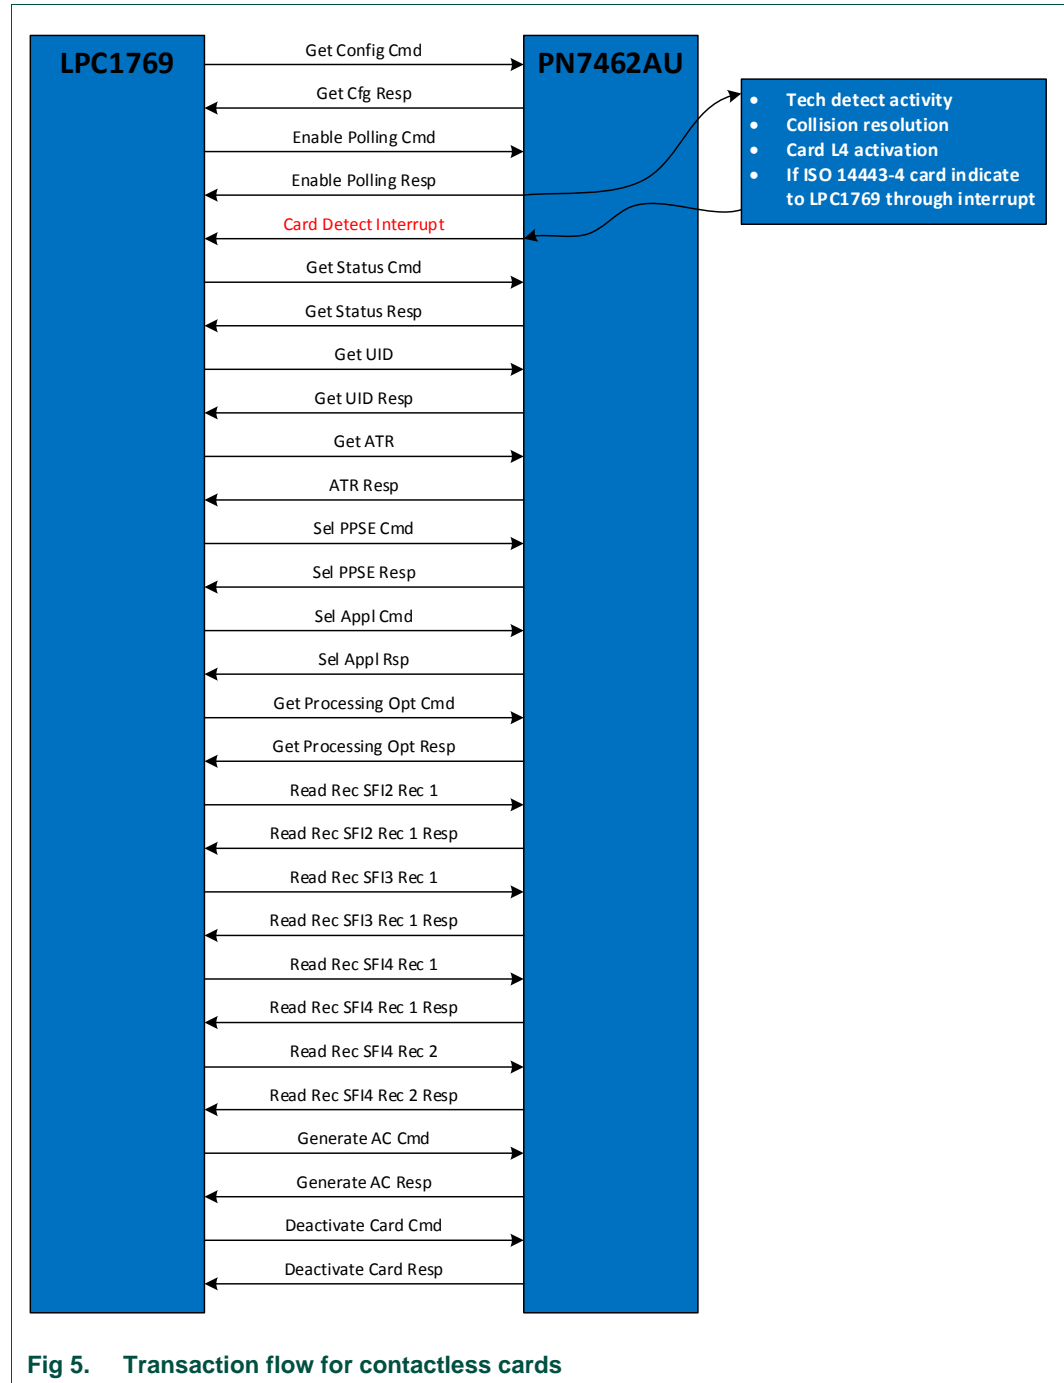 LPC1769
PN7462AU
Get Config Cmd
Get Cfg Resp
Enable Polling Cmd
Enable Polling Resp
Card Detect Interrupt
• Tech detect activity
• Collision resolution
• Card L4 activation
• If ISO 14443-4 card indicate
to LPC1769 through interrupt
Get Status Cmd
Get Status Resp
Get UID
Get UID Resp
Get ATR
ATR Resp
Sel PPSE Cmd
Sel PPSE Resp
Sel Appl Cmd
Sel Appl Rsp
Get Processing Opt Cmd
Get Processing Opt Resp
Read Rec SFI2 Rec 1
Read Rec SFI2 Rec 1 Resp
Read Rec SFI3 Rec 1
Read Rec SFI3 Rec 1 Resp
Read Rec SFI4 Rec 1
Read Rec SFI4 Rec 1 Resp
Read Rec SFI4 Rec 2
Read Rec SFI4 Rec 2 Resp
Generate AC Cmd
Generate AC Resp
Deactivate Card Cmd
Deactivate Card Resp
Fig 5. Transaction flow for contactless cards